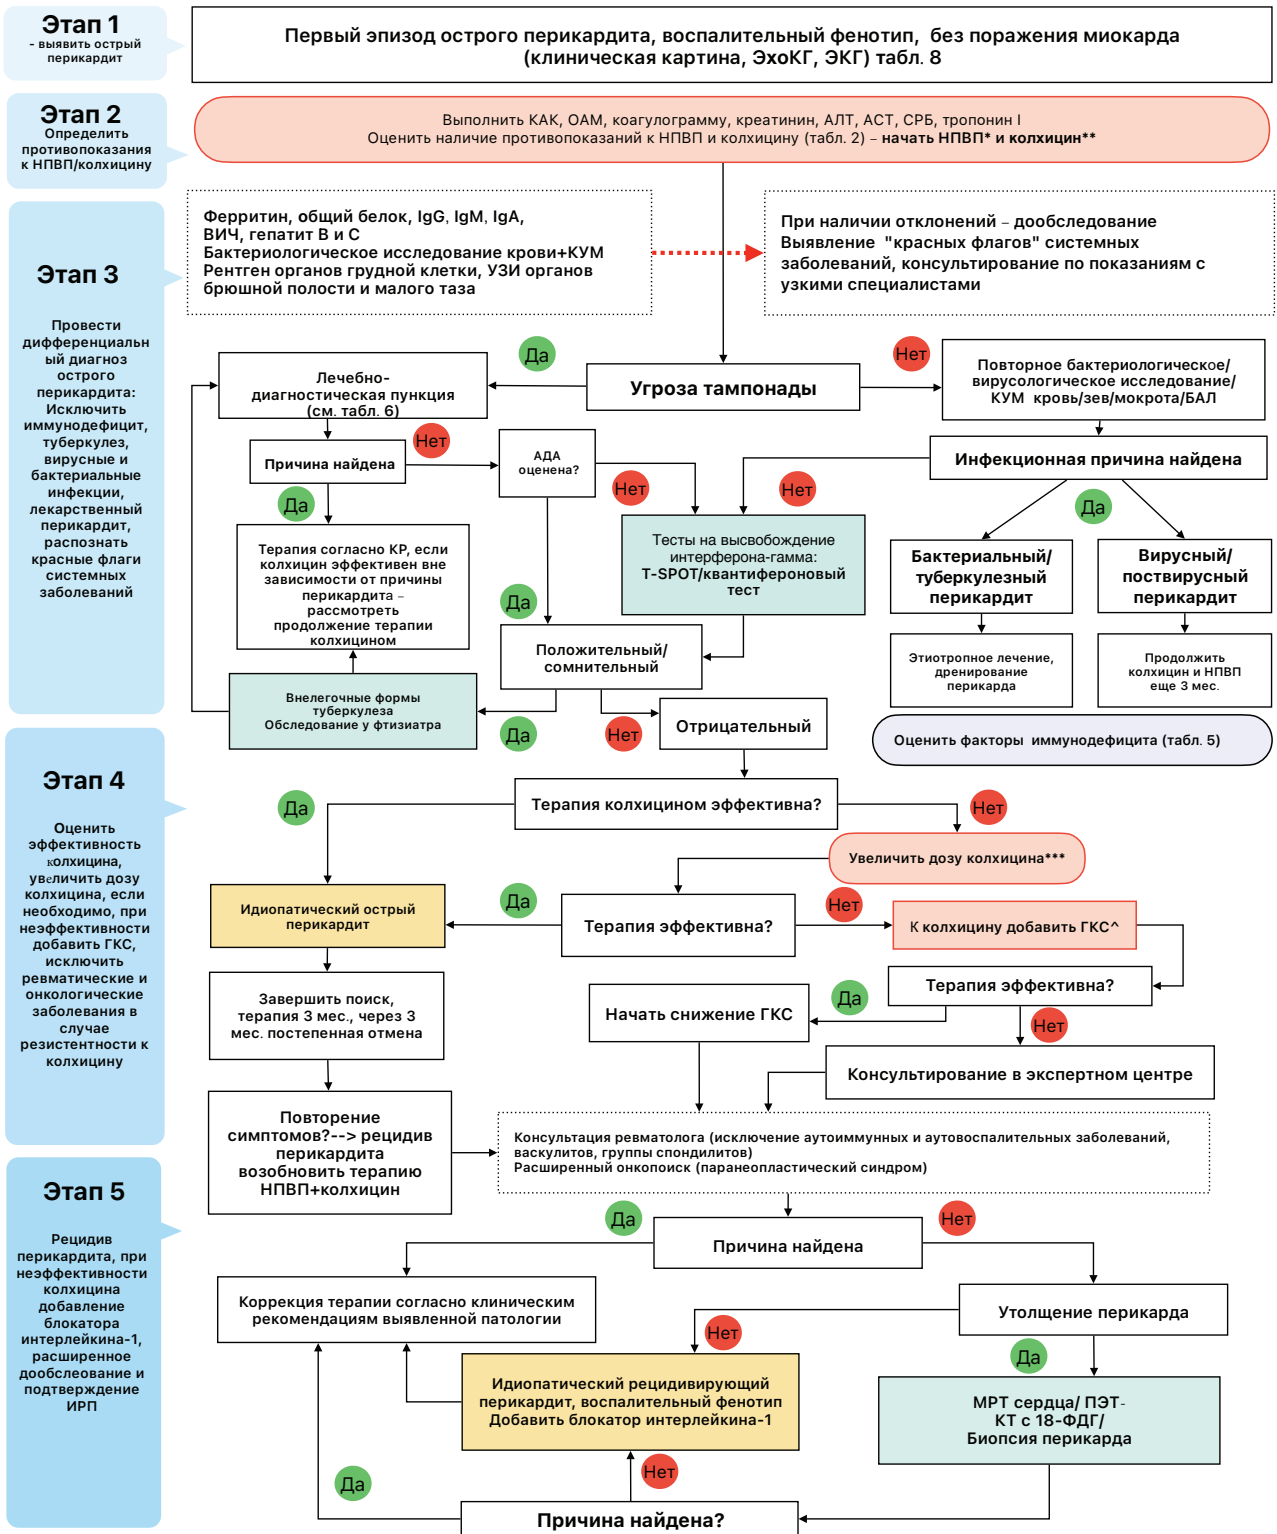 Этап 1
- выявить острый
перикардит
Первый эпизод острого перикардита, воспалительный фенотип, без поражения миокарда
(клиническая картина, ЭхоКГ, ЭКГ) табл. 8
Этап 2
Определить
противопоказания
к НПВП/колхицину
Выполнить КАК, ОАМ, коагулограмму, креатинин, АЛТ, АСТ, СРБ, тропонин I
Оценить наличие противопоказаний к НПВП и колхицину (табл. 2) – начать НПВП* и колхицин**
Этап 3
Провести
дифференциальн
ый диагноз
острого
перикардита:
Исключить
иммунодефицит,
туберкулез,
вирусные и
бактериальные
инфекции,
лекарственный
перикардит,
распознать
красные флаги
системных
заболеваний
Ферритин, общий белок, IgG, IgM, IgA,
ВИЧ, гепатит В и С
Бактериологическое исследование крови+КУМ
Рентген органов грудной клетки, УЗИ органов
брюшной полости и малого таза
При наличии отклонений – дообследование
Выявление "красных флагов" системных
заболеваний, консультирование по показаниям с
узкими специалистами
Да
Нет
Лечебно-
диагностическая пункция
(см. табл. 6)
Угроза тампонады
Повторное бактериологическое/
вирусологическое исследование/
КУМ кровь/зев/мокрота/БАЛ
Причина найдена
Нет
АДА
оценена?
Инфекционная причина найдена
Да
Нет
Нет
Да
Терапия согласно КР, если
колхицин эффективен вне
зависимости от причины
перикардита –
рассмотреть
продолжение терапии
колхицином
Тесты на высвобождение
интерферона-гамма:
T-SPOT/квантифероновый
тест
Бактериальный/
туберкулезный
перикардит
Вирусный/
поствирусный
перикардит
Да
Положительный/
сомнительный
Этиотропное лечение,
дренирование
перикарда
Продолжить
колхицин и НПВП
еще 3 мес.
Внелегочные формы
туберкулеза
Обследование у фтизиатра
Да
Нет
Отрицательный
Оценить факторы иммунодефицита (табл. 5)
Этап 4
Оценить
эффективность
колхицина,
увеличить дозу
колхицина, если
необходимо, при
неэффективности
добавить ГКС,
исключить
ревматические и
онкологические
заболевания в
случае
резистентности к
колхицину
Да
Терапия колхицином эффективна?
Нет
Увеличить дозу колхицина***
Идиопатический острый
перикардит
Да
Терапия эффективна?
Нет
К колхицину добавить ГКС^
Завершить поиск,
терапия 3 мес., через 3
мес. постепенная отмена
Начать снижение ГКС
Да
Терапия эффективна?
Нет
Консультирование в экспертном центре
Повторение
симптомов?--> рецидив
перикардита
возобновить терапию
НПВП+колхицин
Консультация ревматолога (исключение аутоиммунных и аутовоспалительных заболеваний,
васкулитов, группы спондилитов)
Расширенный онкопоиск (паранеопластический синдром)
Этап 5
Рецидив
перикардита, при
неэффективности
колхицина
добавление
блокатора
интерлейкина-1,
расширенное
дообслеование и
подтверждение
ИРП
Да
Причина найдена
Нет
Коррекция терапии согласно клиническим
рекомендациям выявленной патологии
Утолщение перикарда
Нет
Да
Идиопатический рецидивирующий
перикардит, воспалительный фенотип
Добавить блокатор интерлейкина-1
МРТ сердца/ ПЭТ-
КТ с 18-ФДГ/
Биопсия перикарда
Да
Нет
Причина найдена?